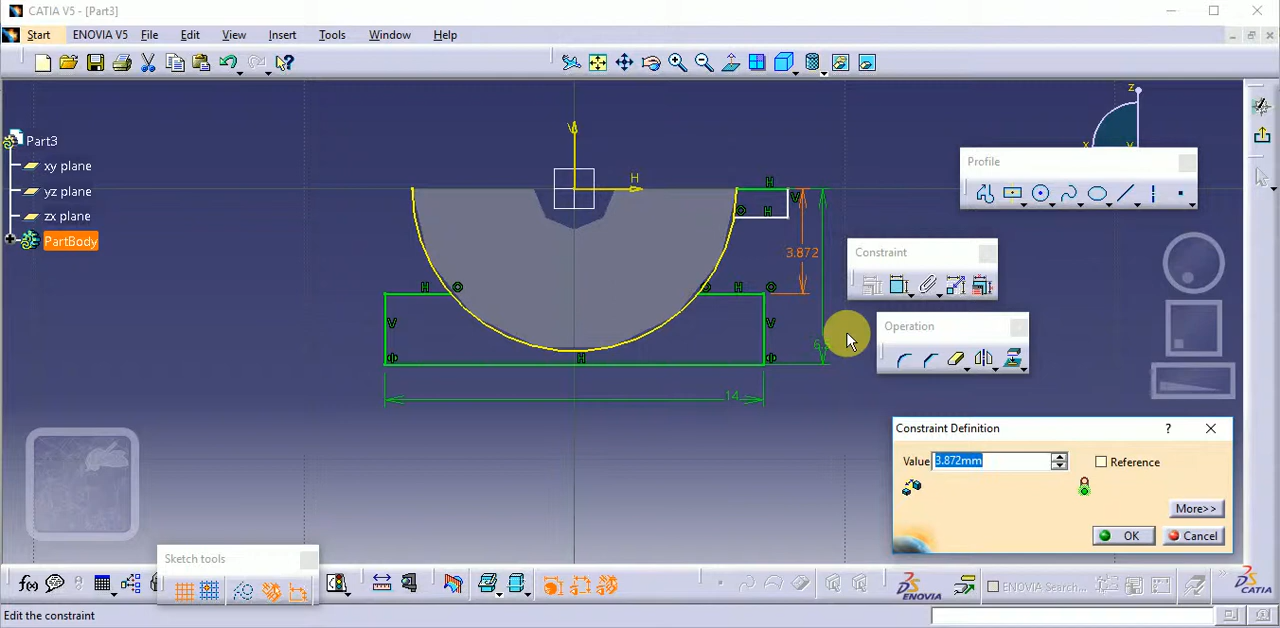 CATIA V5 - [Part3]
Start ENOVIA V5 File Edit View Insert Tools Window Help
Part3
xy plane
yz plane
zx plane
PartBody
z
x
y
V
H
H
V
H
3.872
H
H
V
V
H
14
Profile
Constraint
Operation
Constraint Definition ?
Value 3.872mm Reference
More>>
OK Cancel
Sketch tools
f(x)
ENOVIA
ENOVIA Search...
CATIA
Edit the constraint